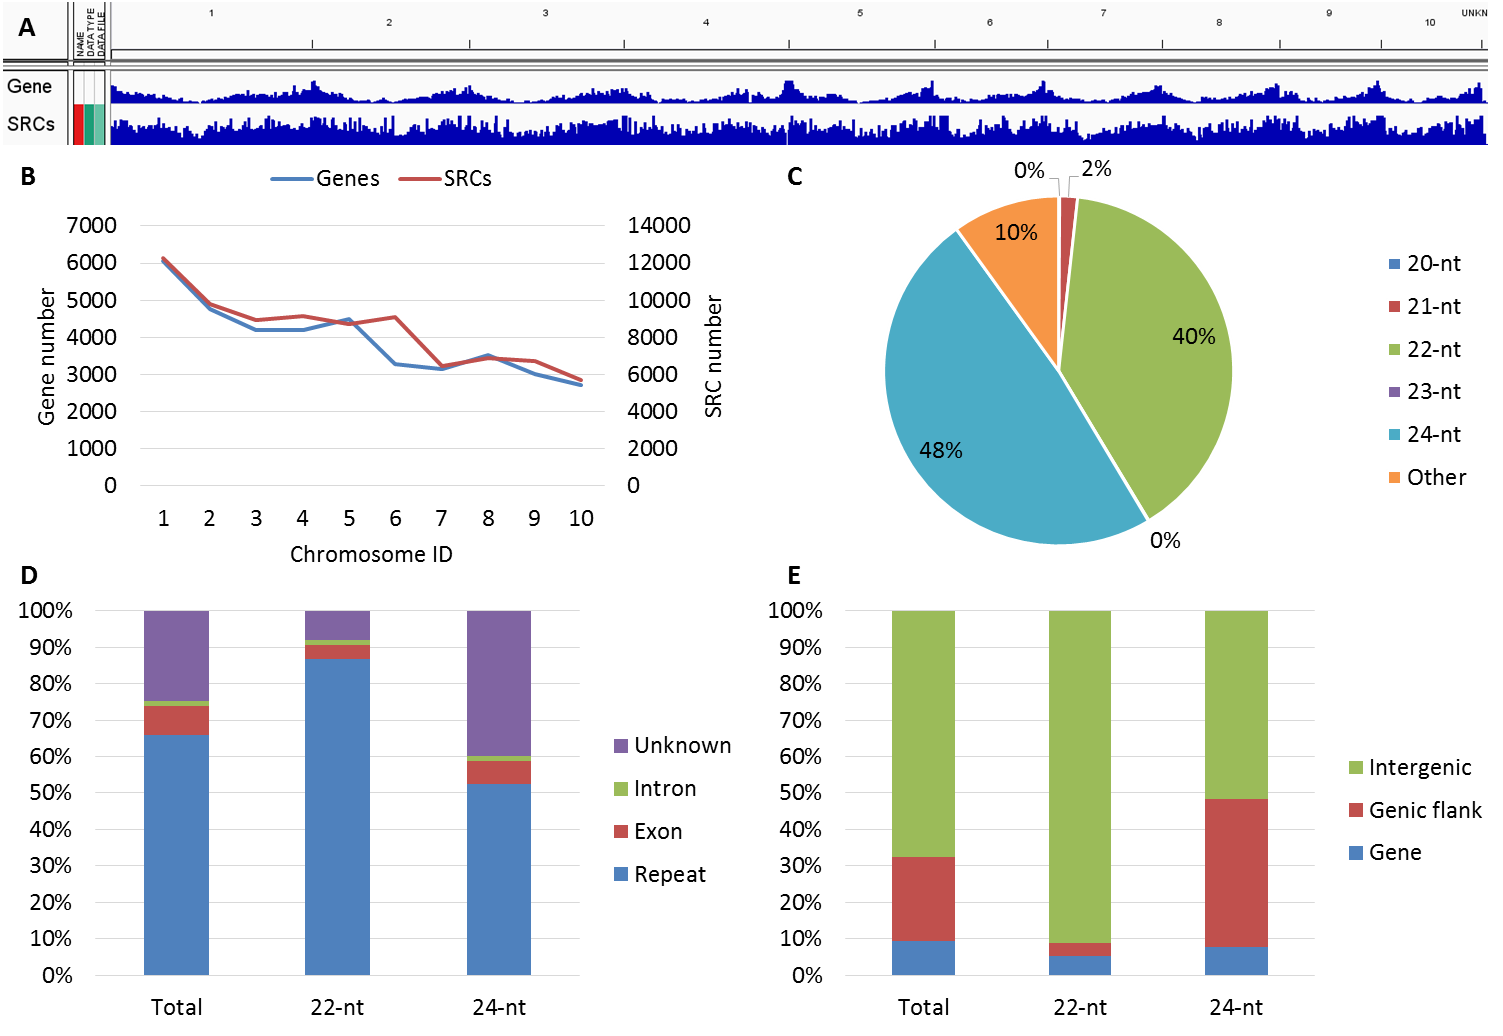 A
NAME
DATA TYPE
DATA FILE
1 2 3 4 5 6 7 8 9 10 UNKN
Gene
SRCs
B
Genes SRCs
Gene number
7000
6000
5000
4000
3000
2000
1000
0
SRC number
14000
12000
10000
8000
6000
4000
2000
0
1 2 3 4 5 6 7 8 9 10
Chromosome ID
C
0% 2%
10%
40%
48%
0%
20-nt
21-nt
22-nt
23-nt
24-nt
Other
D
100%
90%
80%
70%
60%
50%
40%
30%
20%
10%
0%
Total 22-nt 24-nt
Unknown
Intron
Exon
Repeat
E
100%
90%
80%
70%
60%
50%
40%
30%
20%
10%
0%
Total 22-nt 24-nt
Intergenic
Genic flank
Gene